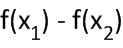 f(x₁) - f(x₂)